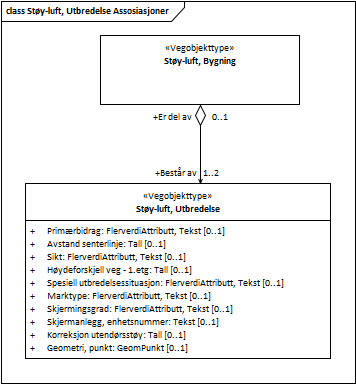 class Støy-luft, Utbredelse Assosiasjoner
«Vegobjekttype»
Støy-luft, Bygning
+Er del av 0..1
+Består av 1..2
«Vegobjekttype»
Støy-luft, Utbredelse
+ Primærbidrag: FlerverdiAttributt, Tekst [0..1]
+ Avstand senterlinje: Tall [0..1]
+ Sikt: FlerverdiAttributt, Tekst [0..1]
+ Høydeforskjell veg - 1.etg: Tall [0..1]
+ Spesiell utbredelsessituasjon: FlerverdiAttributt, Tekst [0..1]
+ Marktype: FlerverdiAttributt, Tekst [0..1]
+ Skjermingsgrad: FlerverdiAttributt, Tekst [0..1]
+ Skjermanlegg, enhetsnummer: Tekst [0..1]
+ Korreksjon utendørsstøy: Tall [0..1]
+ Geometri, punkt: GeomPunkt [0..1]